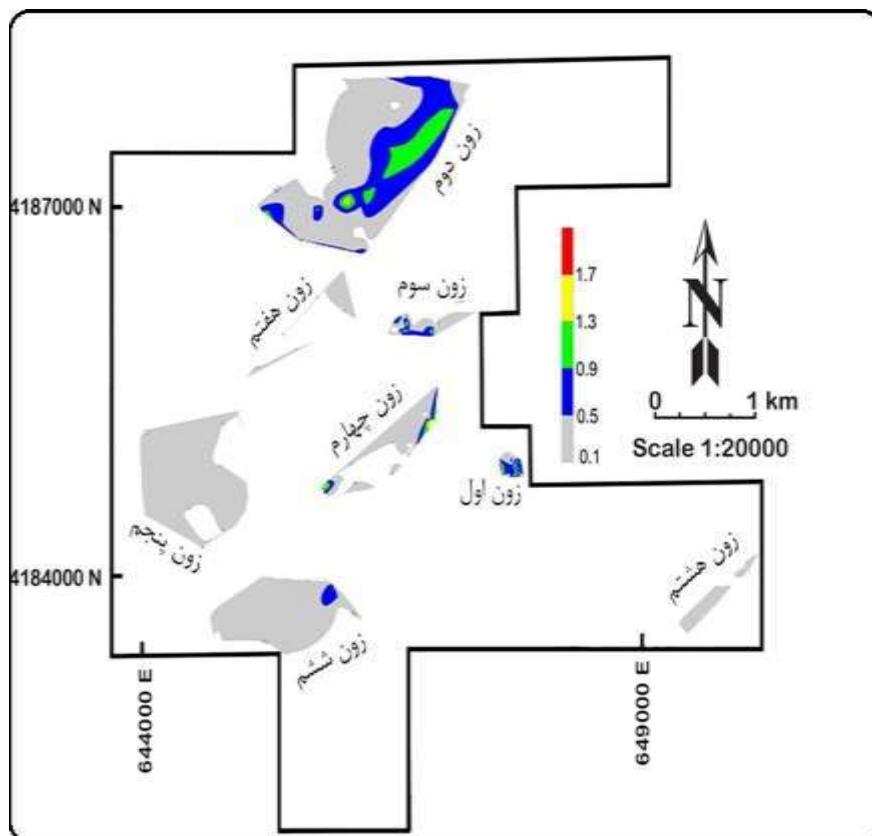 زون دوم
4187000 N
زون هفتم
زون سوم
1.7
1.3
0.9
0.5
0.1
N
0 1 km
Scale 1:20000
زون چهارم
زون اول
زون پنجم
زون هشتم
4184000 N
زون ششم
644000 E
649000 E